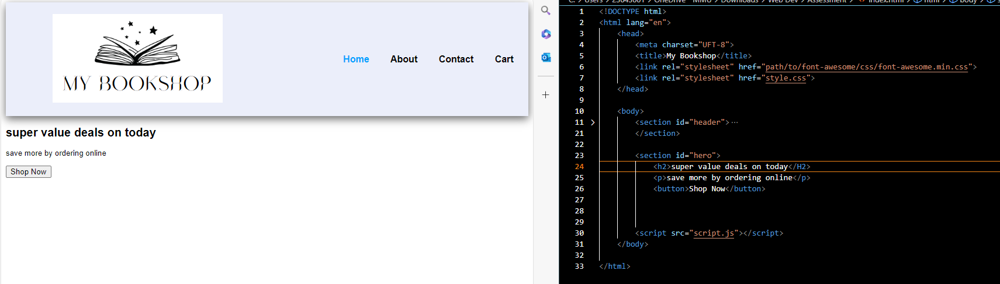 MY BOOKSHOP
Home About Contact Cart
super value deals on today
save more by ordering online
Shop Now
1 <!DOCTYPE html>
2 <html lang="en">
3 <head>
4 <meta charset="UFT-8">
5 <title>My Bookshop</title>
6 <link rel="stylesheet" href="path/to/font-awesome/css/font-awesome.min.css">
7 <link rel="stylesheet" href="style.css">
8 </head>
9
10 <body>
11 <section id="header">…
21 </section>
22
23 <section id="hero">
24 <h2>super value deals on today</H2>
25 <p>save more by ordering online</p>
26 <button>Shop Now</button>
27
28
29
30 <script src="script.js"></script>
31 </body>
32
33 </html>